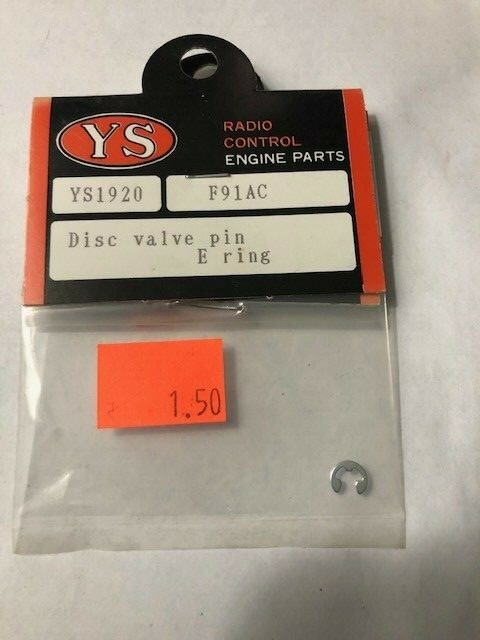 YS
RADIO
CONTROL
ENGINE PARTS
YS1920
F91AC
Disc valve pin
E ring
1.50